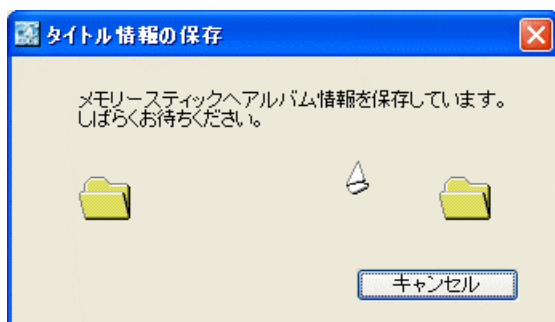 タイトル情報の保存
メモリースティックへアルバム情報を保存しています。
しばらくお待ちください。
キャンセル